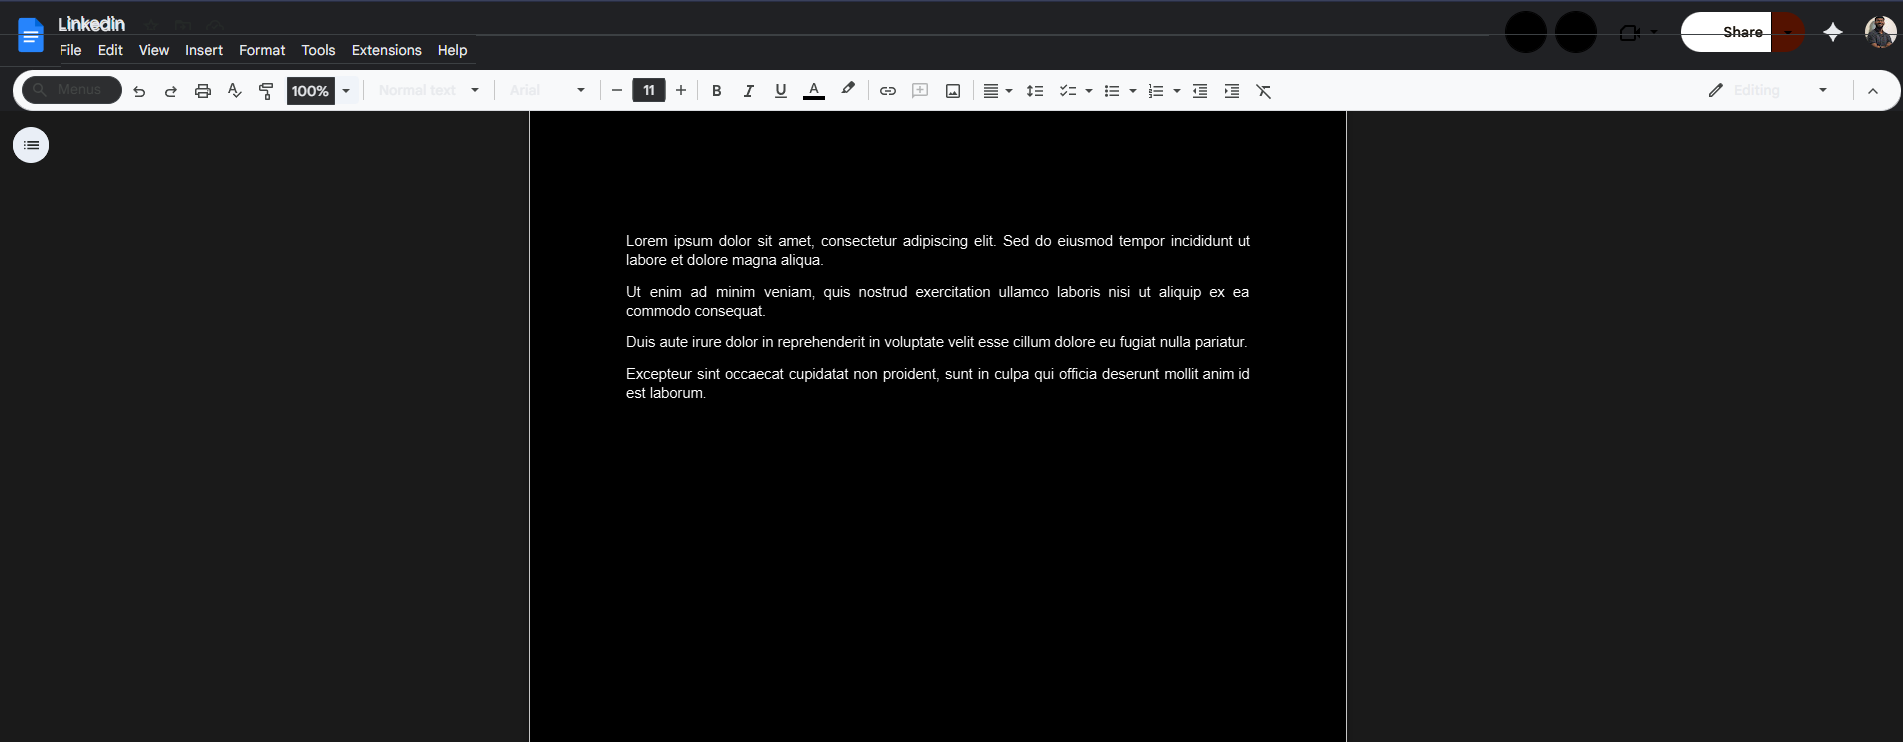 Linkedin
File Edit View Insert Format Tools Extensions Help
Share
Menus 100% Normal text Arial 11 B I U A Editing
Lorem ipsum dolor sit amet, consectetur adipiscing elit. Sed do eiusmod tempor incididunt ut
labore et dolore magna aliqua.
Ut enim ad minim veniam, quis nostrud exercitation ullamco laboris nisi ut aliquip ex ea
commodo consequat.
Duis aute irure dolor in reprehenderit in voluptate velit esse cillum dolore eu fugiat nulla pariatur.
Excepteur sint occaecat cupidatat non proident, sunt in culpa qui officia deserunt mollit anim id
est laborum.